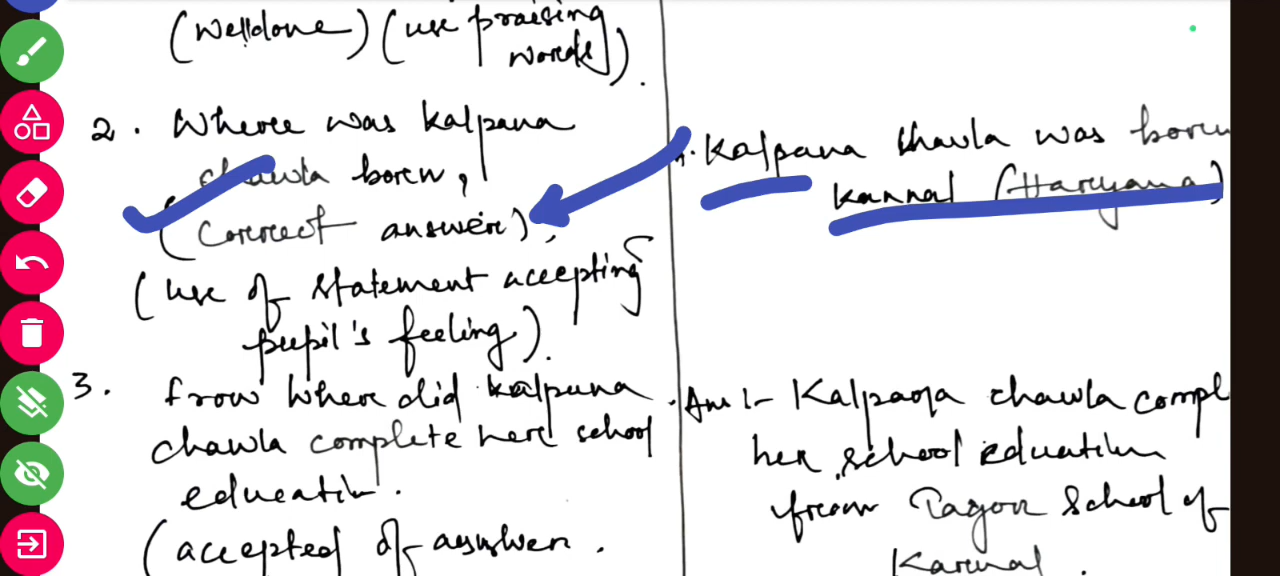 (welldone) (use praising
words).
2. Where was kalpana
chawla born,
(Correct answer),
(use of statement accepting
pupil's feeling).
3. from where did kalpana
chawla complete here school
education.
(accepted of answer.
Kalpana Chawla was born
karnal (Haryana)
Ans :- Kalpana chawla compl
her school education
from Tagor School of
Karnal.